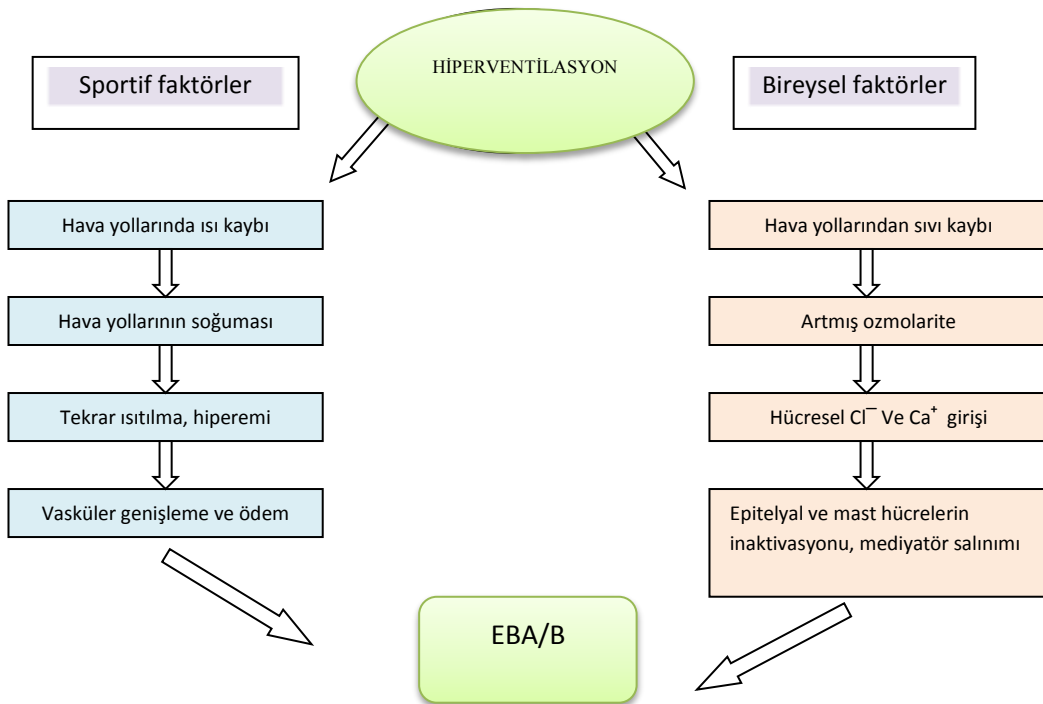 HİPERVENTİLASYON
Sportif faktörler
Bireysel faktörler
Hava yollarında ısı kaybı
Hava yollarının soğuması
Tekrar ısıtılma, hiperemi
Vasküler genişleme ve ödem
Hava yollarından sıvı kaybı
Artmış ozmolarite
Hücresel Cl⁻ Ve Ca⁺ girişi
Epitelyal ve mast hücrelerin
inaktivasyonu, mediyatör salınımı
EBA/B